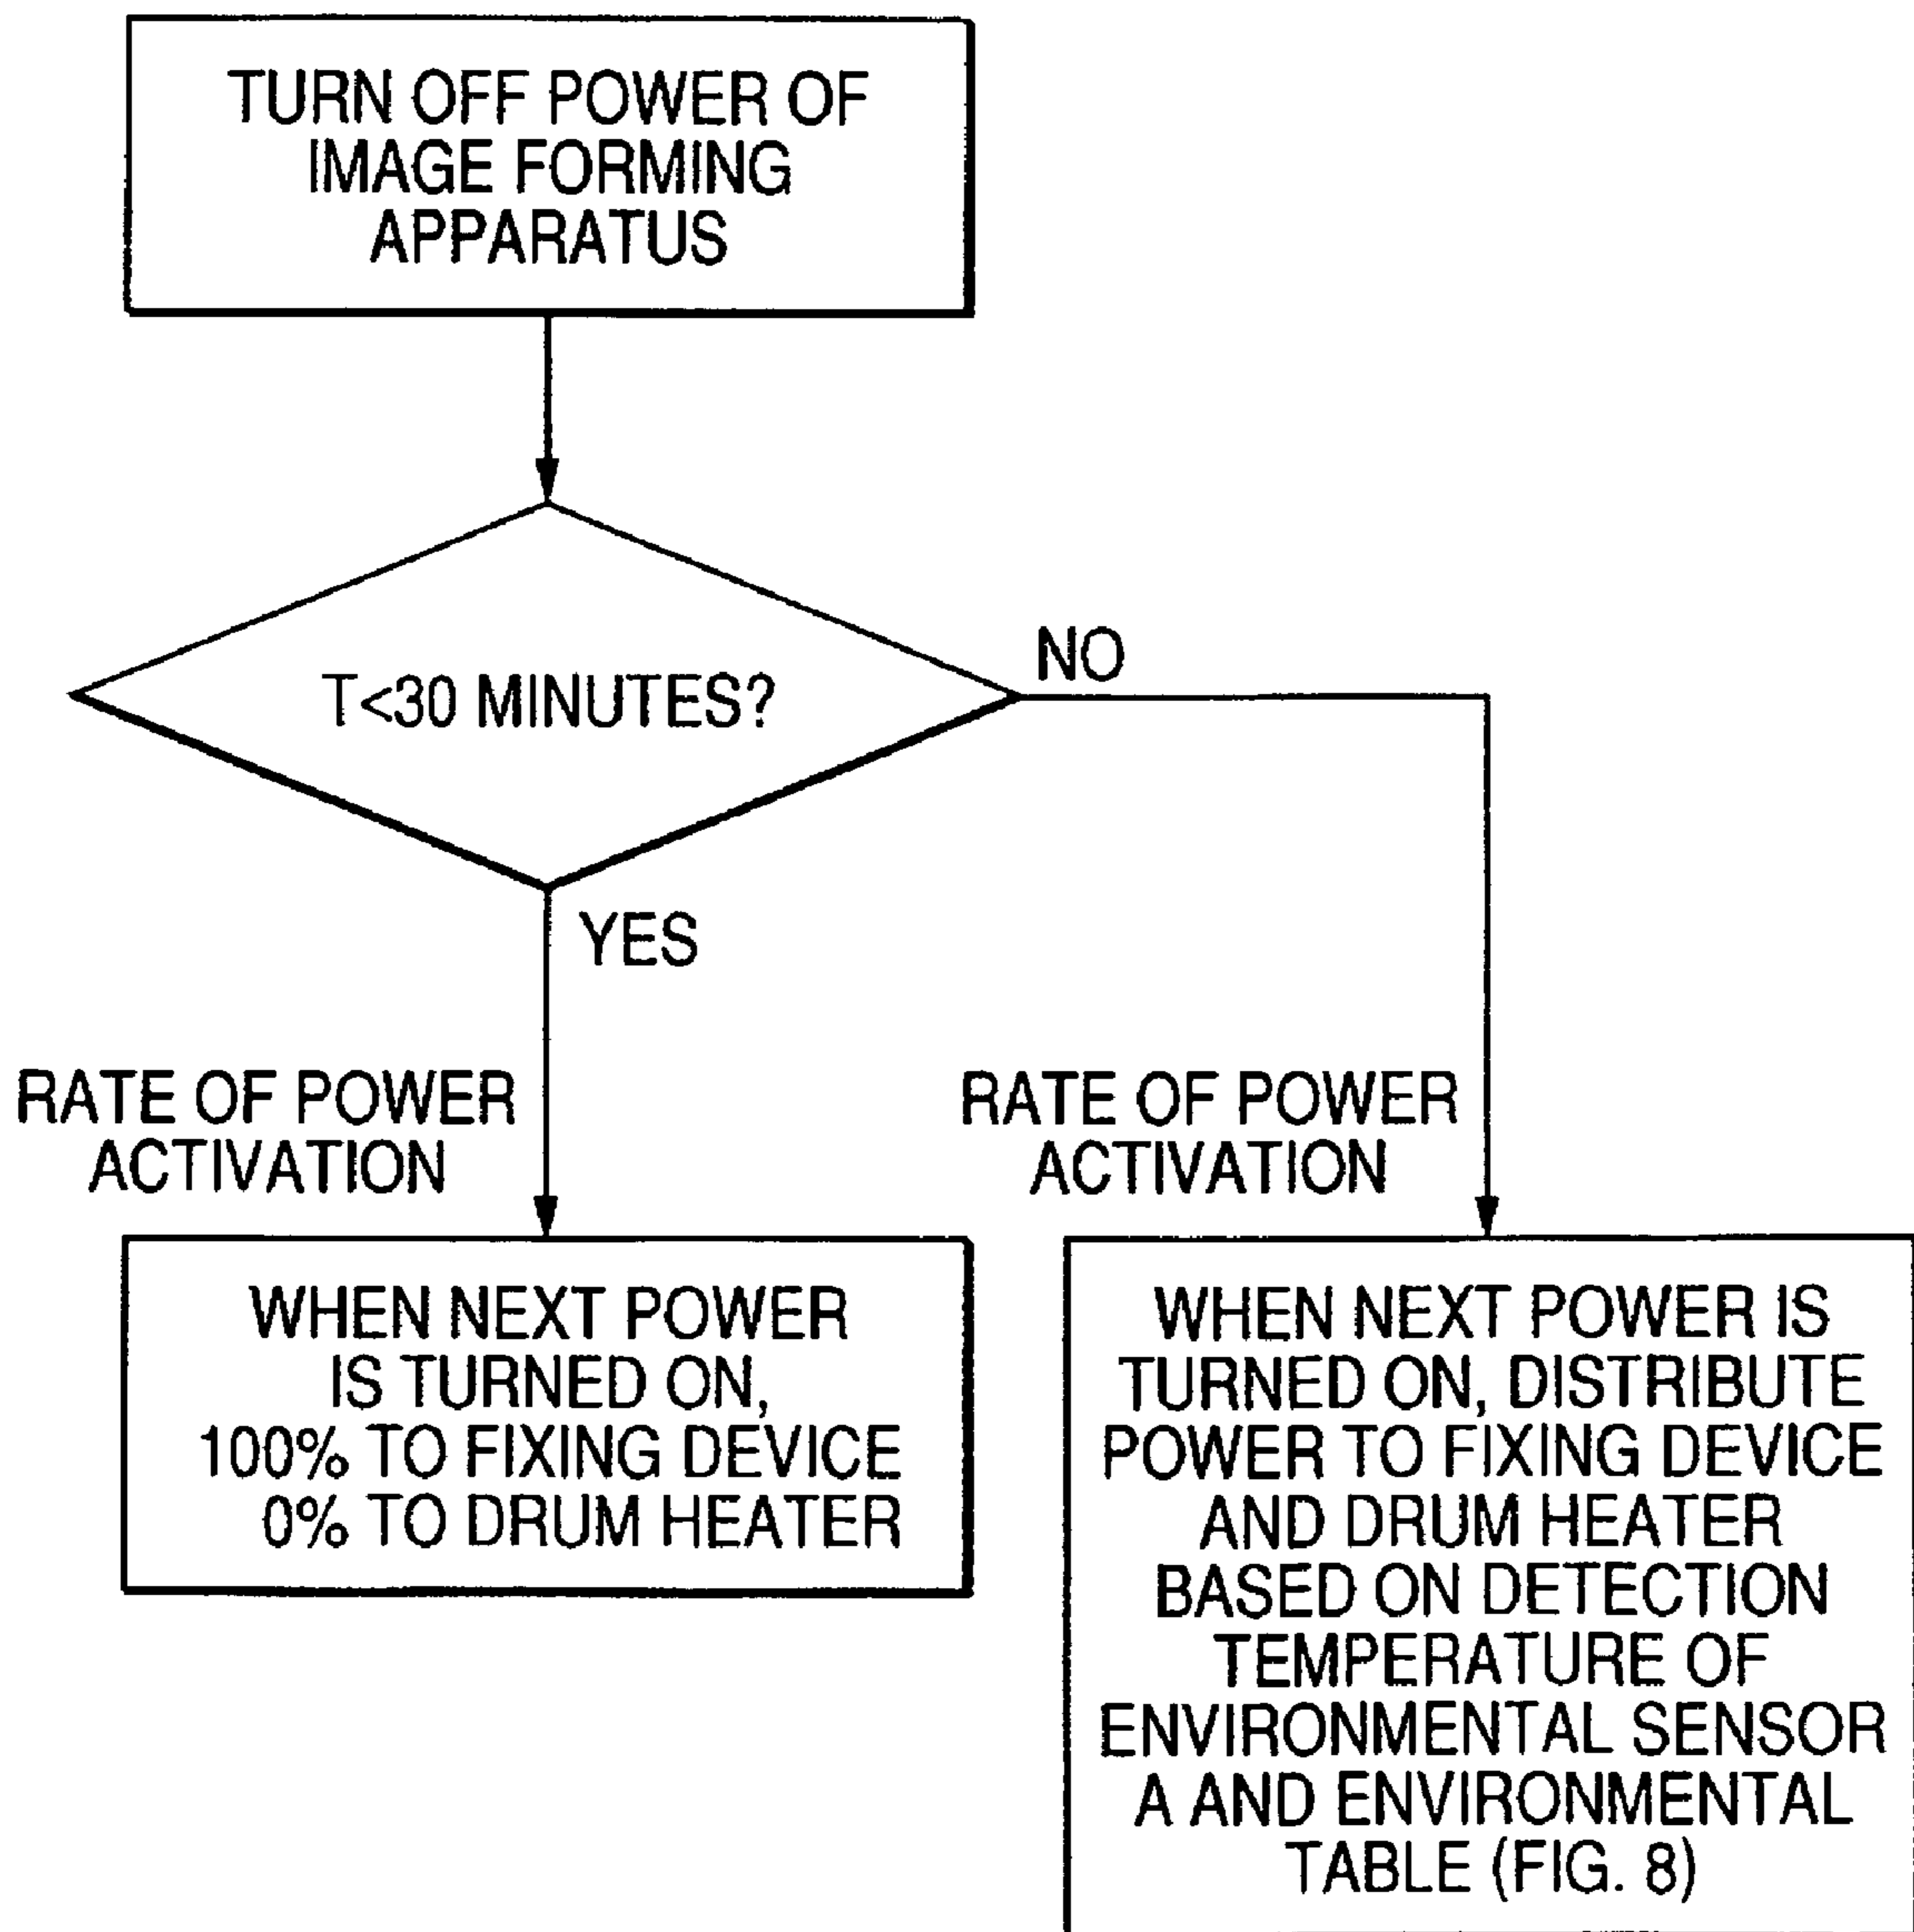 TURN OFF POWER OF
IMAGE FORMING
APPARATUS
T<30 MINUTES?
NO
YES
RATE OF POWER
ACTIVATION
RATE OF POWER
ACTIVATION
WHEN NEXT POWER
IS TURNED ON,
100% TO FIXING DEVICE
0% TO DRUM HEATER
WHEN NEXT POWER IS
TURNED ON, DISTRIBUTE
POWER TO FIXING DEVICE
AND DRUM HEATER
BASED ON DETECTION
TEMPERATURE OF
ENVIRONMENTAL SENSOR
A AND ENVIRONMENTAL
TABLE (FIG. 8)